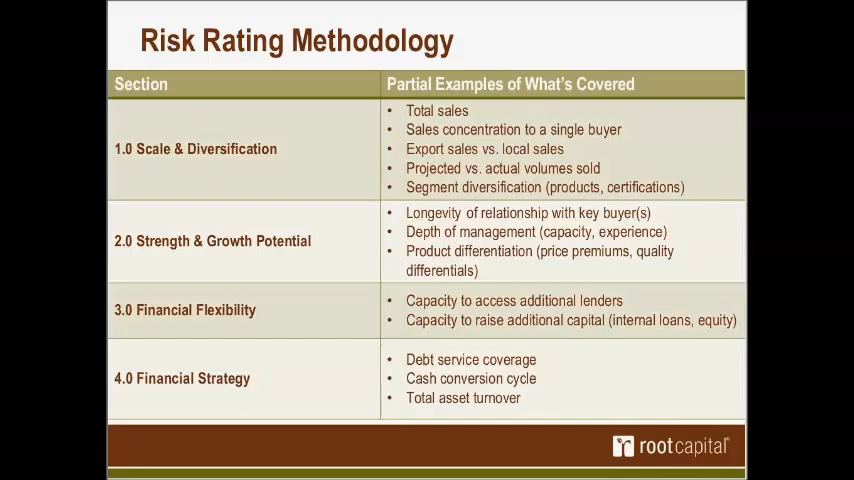 Risk Rating Methodology
Section
Partial Examples of What's Covered
1.0 Scale & Diversification
• Total sales
• Sales concentration to a single buyer
• Export sales vs. local sales
• Projected vs. actual volumes sold
• Segment diversification (products, certifications)
2.0 Strength & Growth Potential
• Longevity of relationship with key buyer(s)
• Depth of management (capacity, experience)
• Product differentiation (price premiums, quality
differentials)
3.0 Financial Flexibility
• Capacity to access additional lenders
• Capacity to raise additional capital (internal loans, equity)
4.0 Financial Strategy
• Debt service coverage
• Cash conversion cycle
• Total asset turnover
rootcapital®